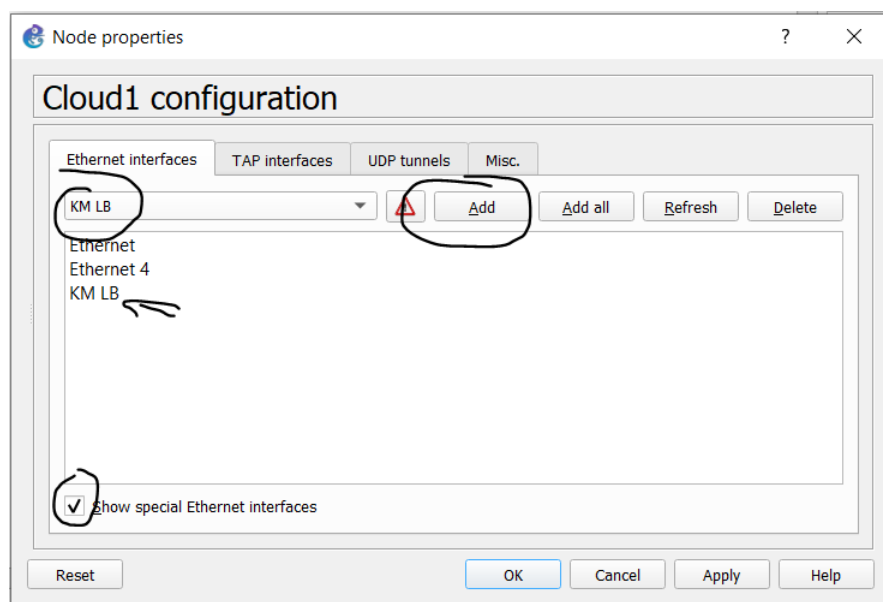 Node properties ? 
Cloud1 configuration
Ethernet interfaces TAP interfaces UDP tunnels Misc.
KM LB Add Add all Refresh Delete
Ethernet
Ethernet 4
KM LB
Show special Ethernet interfaces
Reset OK Cancel Apply Help